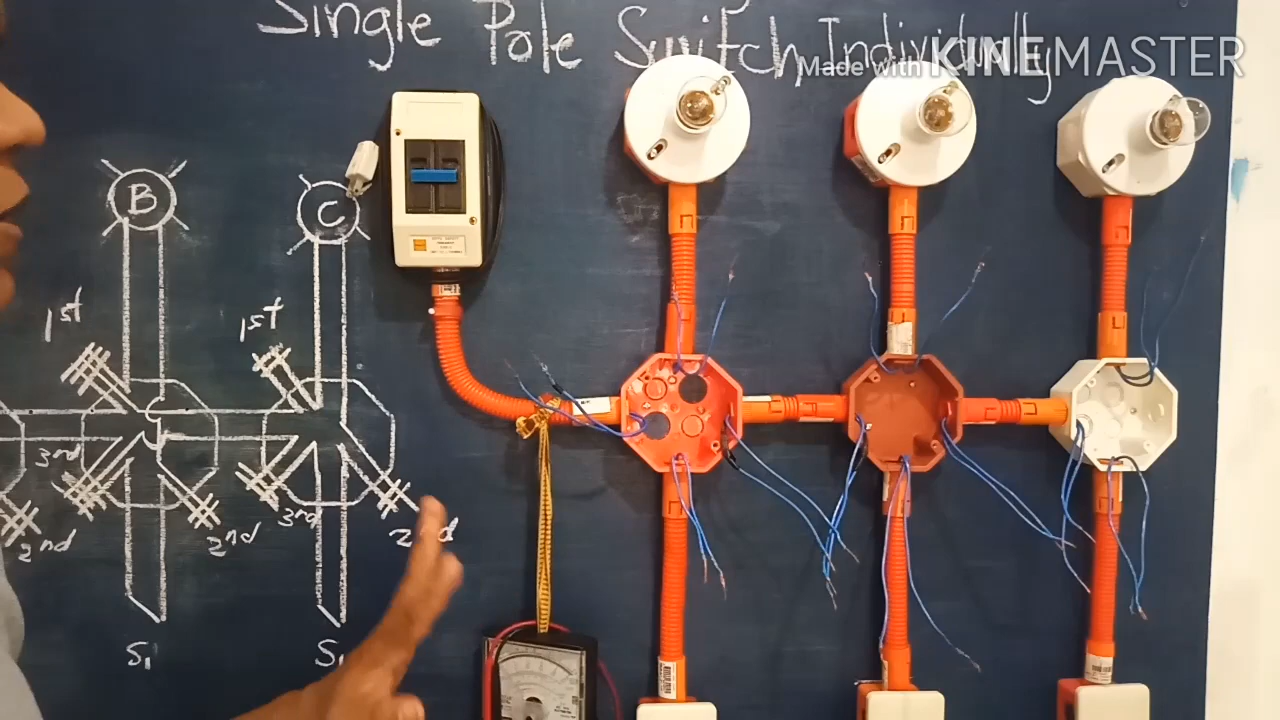 Single Pole Switch Individually
Made with KINEMASTER
B
C
1st
1st
3rd
3rd
2nd
2nd
2nd
S1
S1